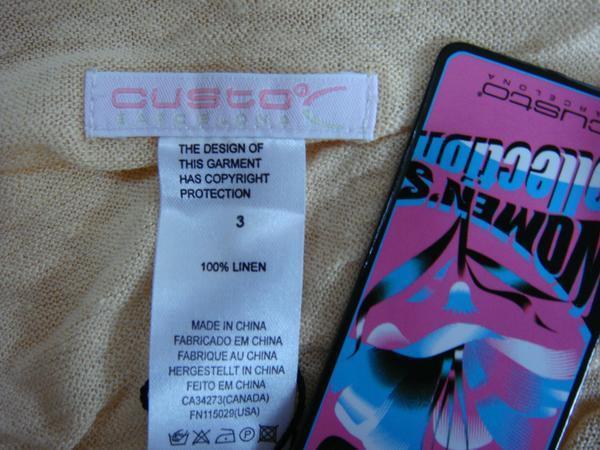 custo
BARCELONA
THE DESIGN OF
THIS GARMENT
HAS COPYRIGHT
PROTECTION
3
100% LINEN
MADE IN CHINA
FABRICADO EM CHINA
FABRIQUE AU CHINA
HERGESTELLT IN CHINA
FEITO EM CHINA
CA34273(CANADA)
FN115029(USA)
P
custo
BARCELONA
collection
WOMEN'S